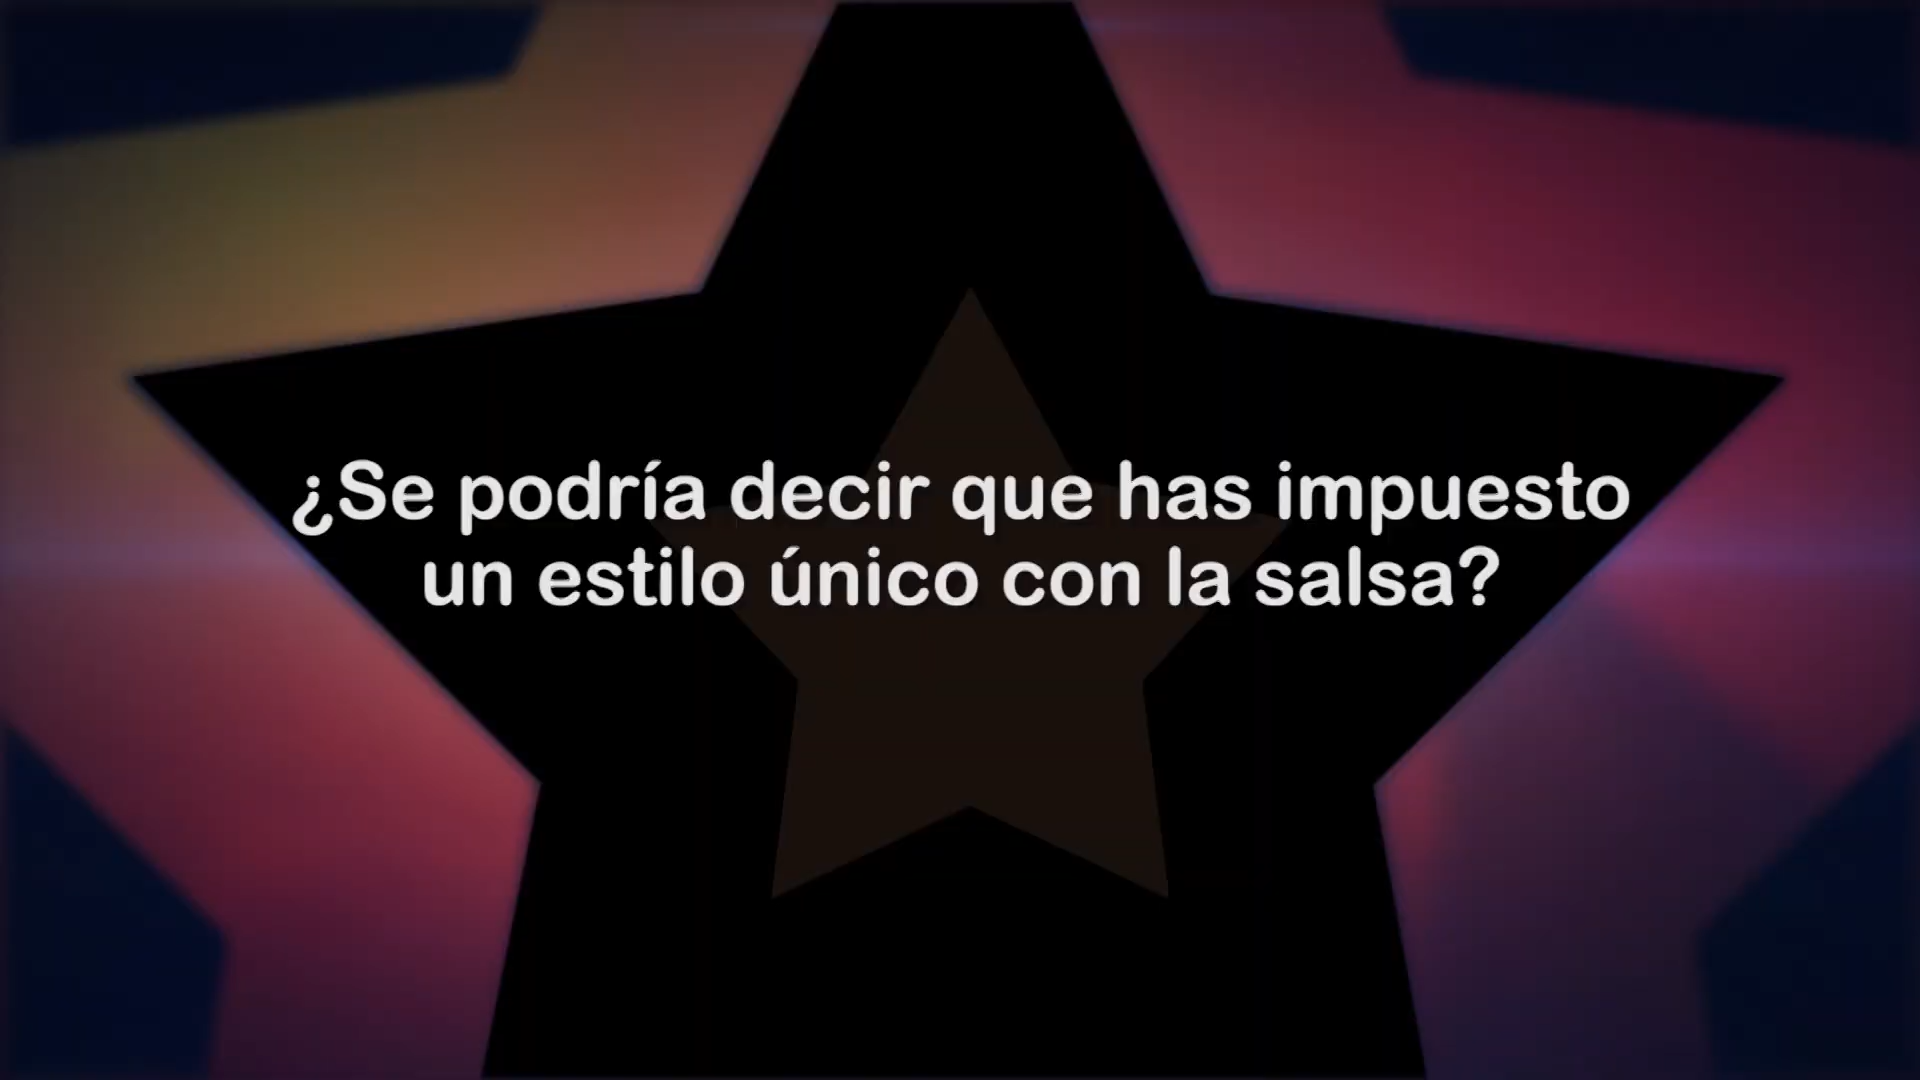 ¿Se podría decir que has impuesto
un estilo único con la salsa?